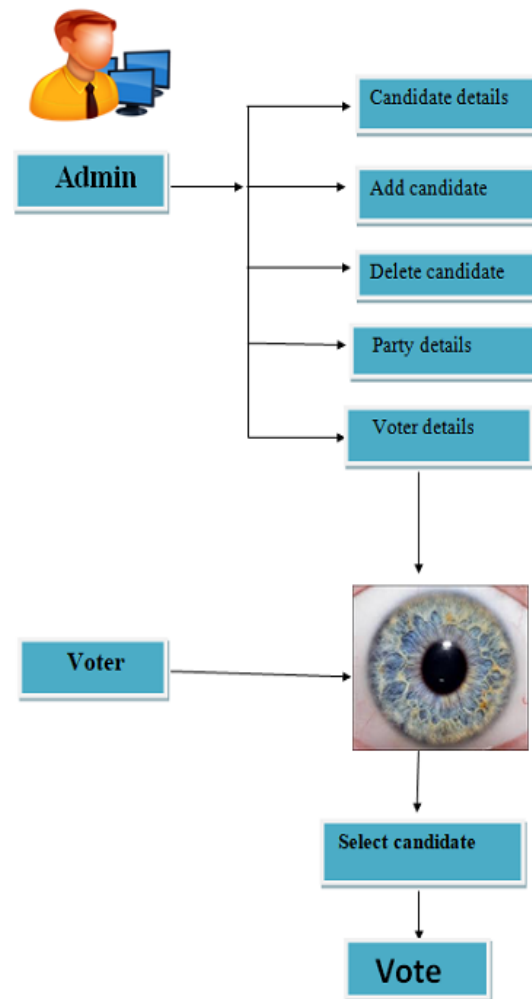 Candidate details
Admin
Add candidate
Delete candidate
Party details
Voter details
Voter
Select candidate
Vote